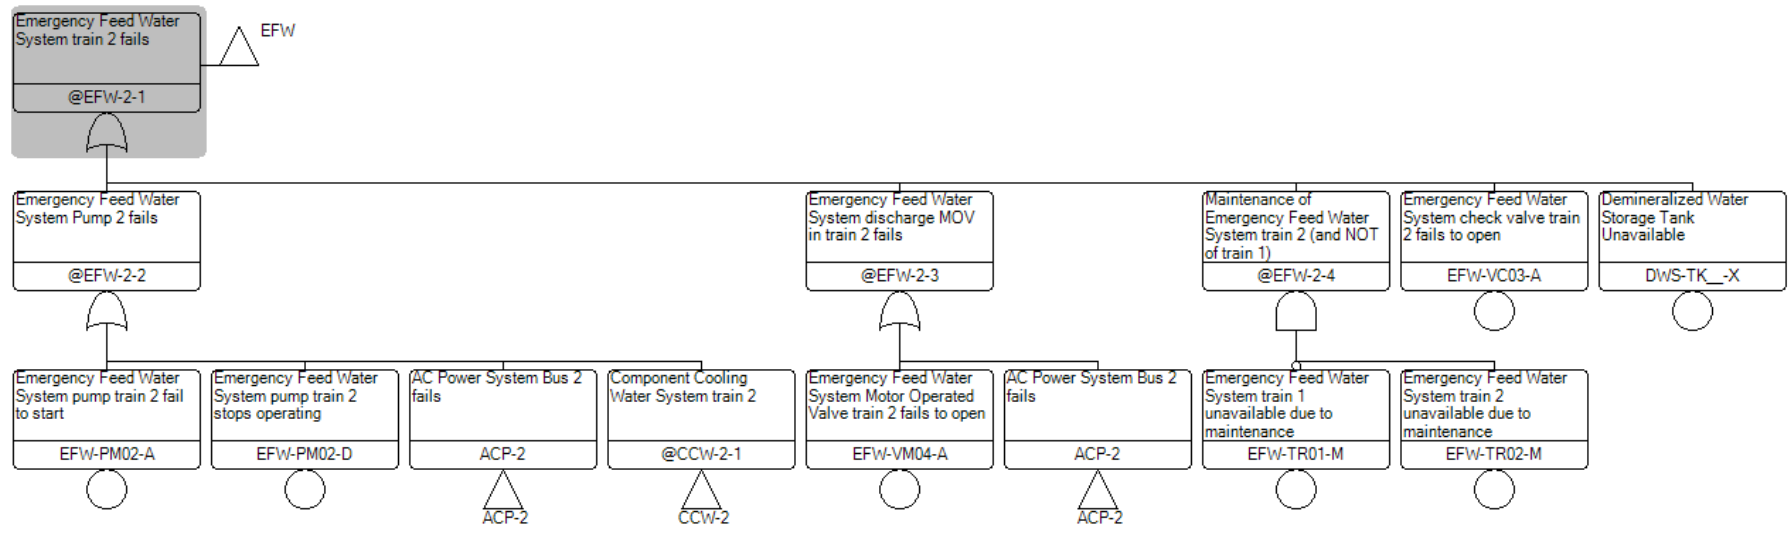 Emergency Feed Water
System train 2 fails
@EFW-2-1
EFW
Emergency Feed Water
System Pump 2 fails
@EFW-2-2
Emergency Feed Water
System discharge MOV
in train 2 fails
@EFW-2-3
Maintenance of
Emergency Feed Water
System train 2 (and NOT
of train 1)
@EFW-2-4
Emergency Feed Water
System check valve train
2 fails to open
EFW-VC03-A
Demineralized Water
Storage Tank
Unavailable
DWS-TK__-X
Emergency Feed Water
System pump train 2 fail
to start
EFW-PM02-A
Emergency Feed Water
System pump train 2
stops operating
EFW-PM02-D
AC Power System Bus 2
fails
ACP-2
ACP-2
Component Cooling
Water System train 2
@CCW-2-1
CCW-2
Emergency Feed Water
System Motor Operated
Valve train 2 fails to open
EFW-VM04-A
AC Power System Bus 2
fails
ACP-2
ACP-2
Emergency Feed Water
System train 1
unavailable due to
maintenance
EFW-TR01-M
Emergency Feed Water
System train 2
unavailable due to
maintenance
EFW-TR02-M